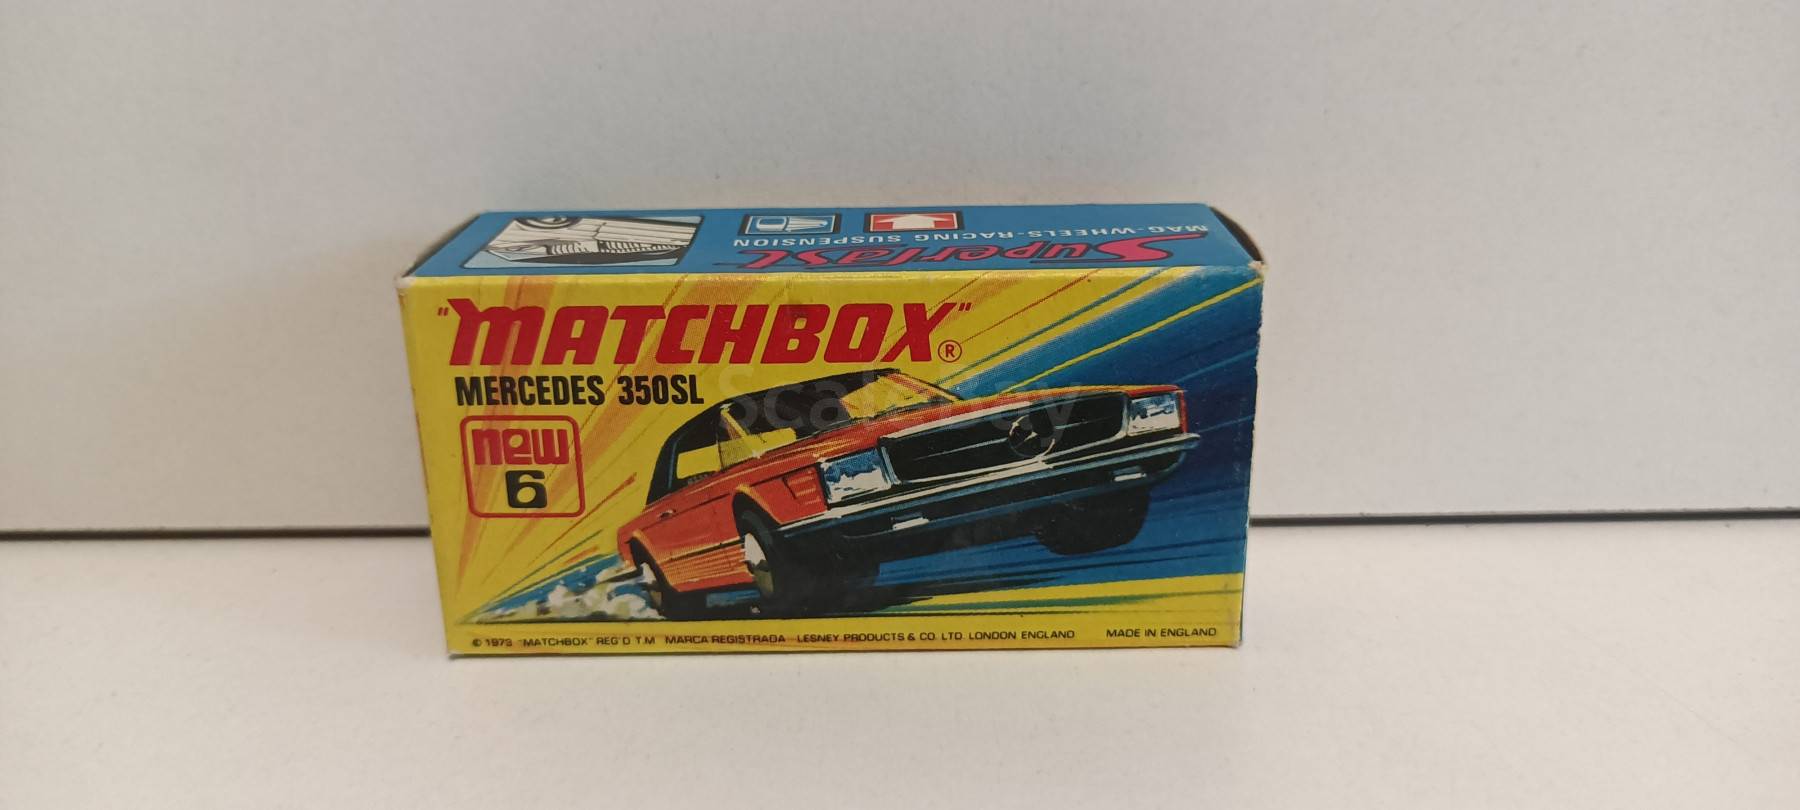 MAG-WHEELS-RACING SUSPENSION
Superfast
"MATCHBOX"®
MERCEDES 350SL
new
6
© 1973 "MATCHBOX" REG'D T.M MARCA REGISTRADA LESNEY PRODUCTS & CO. LTD. LONDON ENGLAND MADE IN ENGLAND